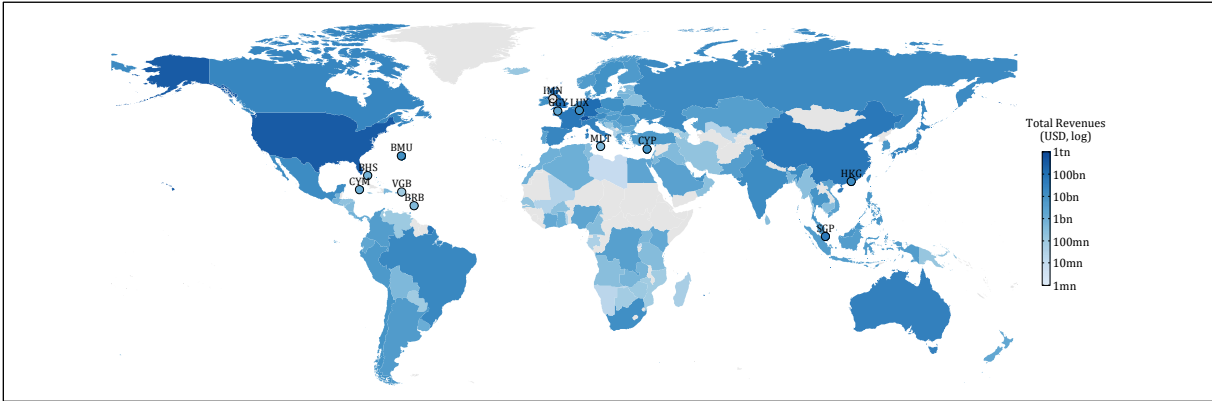 IMN
GGY
LUX
MLT
CYP
BMU
BHS
CYM
VGB
BRB
HKG
SGP
Total Revenues
(USD, log)
1tn
100bn
10bn
1bn
100mn
10mn
1mn